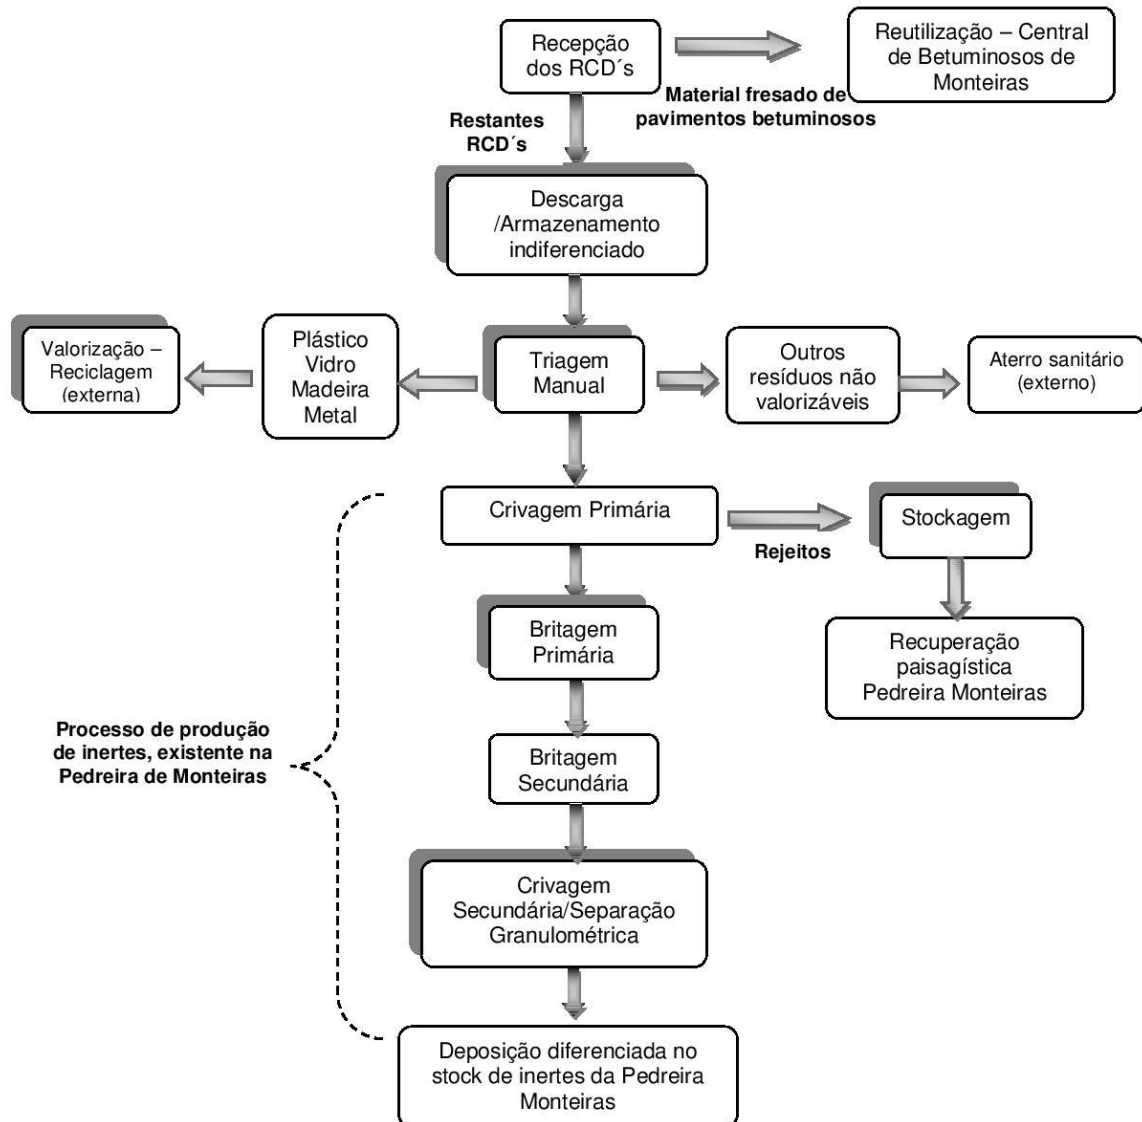 Recepção
dos RCD´s
Reutilização – Central
de Betuminosos de
Monteiras
Material fresado de
pavimentos betuminosos
Restantes
RCD´s
Descarga
/Armazenamento
indiferenciado
Valorização –
Reciclagem
(externa)
Plástico
Vidro
Madeira
Metal
Triagem
Manual
Outros
resíduos não
valorizáveis
Aterro sanitário
(externo)
Crivagem Primária
Rejeitos
Stockagem
Britagem
Primária
Recuperação
paisagística
Pedreira Monteiras
Processo de produção
de inertes, existente na
Pedreira de Monteiras
Britagem
Secundária
Crivagem
Secundária/Separação
Granulométrica
Deposição diferenciada no
stock de inertes da Pedreira
Monteiras